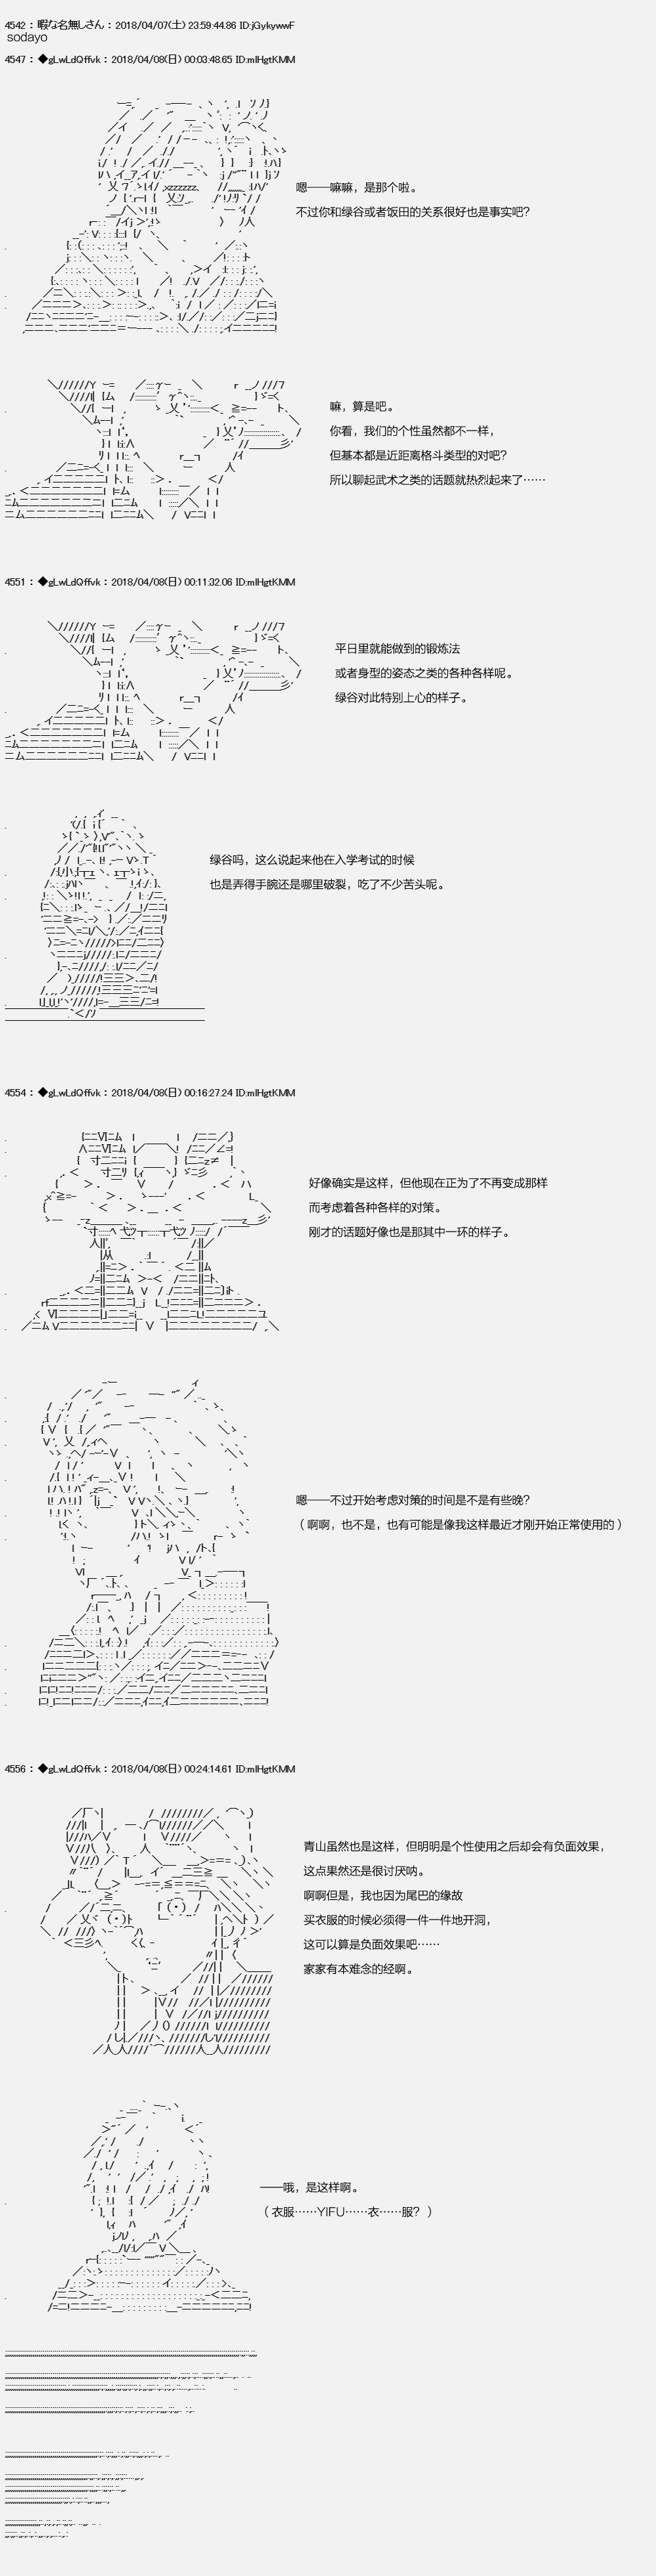 4542 : 暇な名無しさん : 2018/04/07(土) 23:59:44.86 ID:jGykywwF
sodayo
4547 : ◆gLwLdQffvk : 2018/04/08(日) 00:03:48.65 ID:mIHgtKMM
嗯——嘛嘛，是那个啦。
不过你和绿谷或者饭田的关系很好也是事实吧？
嘛，算是吧。
你看，我们的个性虽然都不一样，
但基本都是近距离格斗类型的对吧？
所以聊起武术之类的话题就热烈起来了……
4551 : ◆gLwLdQffvk : 2018/04/08(日) 00:11:32.06 ID:mIHgtKMM
平日里就能做到的锻炼法
或者身型的姿态之类的各种各样呢。
绿谷对此特别上心的样子。
绿谷吗，这么说起来他在入学考试的时候
也是弄得手腕还是哪里破裂，吃了不少苦头呢。
4554 : ◆gLwLdQffvk : 2018/04/08(日) 00:16:27.24 ID:mIHgtKMM
好像确实是这样，但他现在正为了不再变成那样
而考虑着各种各样的对策。
刚才的话题好像也是那其中一环的样子。
嗯——不过开始考虑对策的时间是不是有些晚？
（啊啊，也不是，也有可能是像我这样最近才刚开始正常使用的）
4556 : ◆gLwLdQffvk : 2018/04/08(日) 00:24:14.61 ID:mIHgtKMM
青山虽然也是这样，但明明是个性使用之后却会有负面效果，
这点果然还是很讨厌呐。
啊啊但是，我也因为尾巴的缘故
买衣服的时候必须得一件一件地开洞，
这可以算是负面效果吧……
家家有本难念的经啊。
——哦，是这样啊。
（衣服……YIFU……衣……服？）